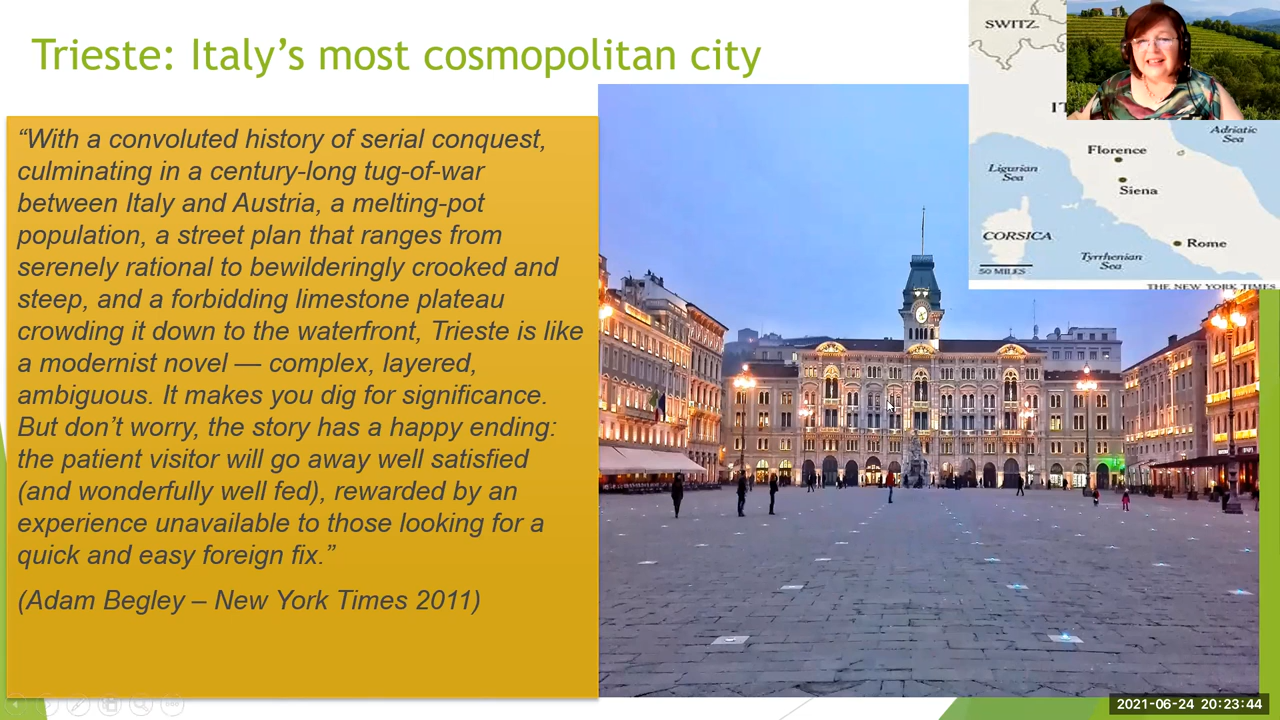 Trieste: Italy’s most cosmopolitan city
“With a convoluted history of serial conquest,
culminating in a century-long tug-of-war
between Italy and Austria, a melting-pot
population, a street plan that ranges from
serenely rational to bewilderingly crooked and
steep, and a forbidding limestone plateau
crowding it down to the waterfront, Trieste is like
a modernist novel — complex, layered,
ambiguous. It makes you dig for significance.
But don’t worry, the story has a happy ending:
the patient visitor will go away well satisfied
(and wonderfully well fed), rewarded by an
experience unavailable to those looking for a
quick and easy foreign fix.”
(Adam Begley – New York Times 2011)
SWITZ.
IT
Adriatic
Sea
Florence
Ligurian
Sea
Siena
CORSICA
Rome
Tyrrhenian
Sea
50 MILES
THE NEW YORK TIMES
2021-06-24 20:23:44